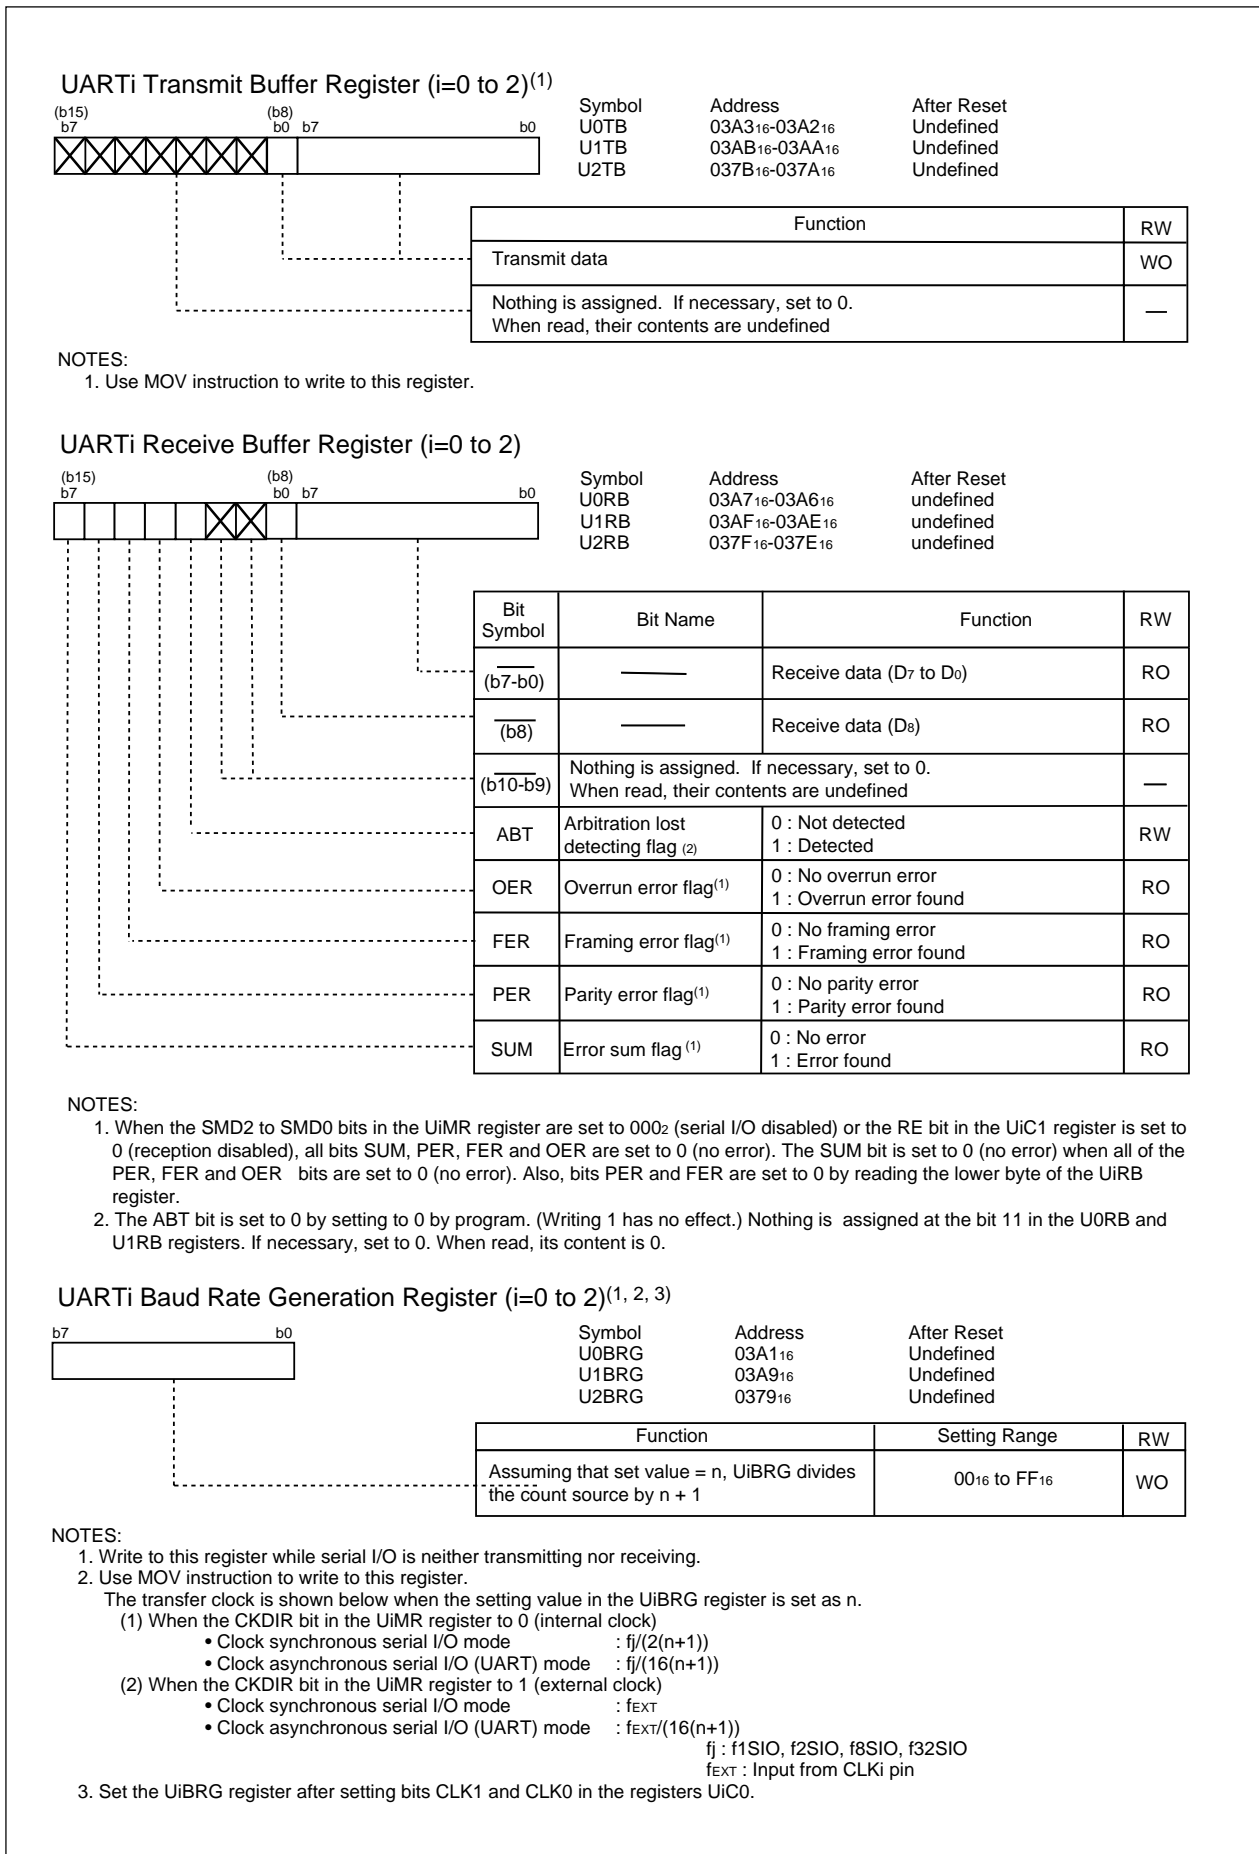 UARTi Transmit Buffer Register (i=0 to 2)(1)
(b15) (b8)
b7 b0 b7 b0
Symbol Address After Reset
U0TB 03A316-03A216 Undefined
U1TB 03AB16-03AA16 Undefined
U2TB 037B16-037A16 Undefined
Function RW
Transmit data WO
Nothing is assigned. If necessary, set to 0.
When read, their contents are undefined —
NOTES:
1. Use MOV instruction to write to this register.
UARTi Receive Buffer Register (i=0 to 2)
(b15) (b8)
b7 b0 b7 b0
Symbol Address After Reset
U0RB 03A716-03A616 undefined
U1RB 03AF16-03AE16 undefined
U2RB 037F16-037E16 undefined
Bit
Symbol Bit Name Function RW
— (b7-b0) — Receive data (D7 to D0) RO
— (b8) — Receive data (D8) RO
— (b10-b9) Nothing is assigned. If necessary, set to 0.
When read, their contents are undefined —
ABT Arbitration lost 0 : Not detected RW
detecting flag (2) 1 : Detected
OER Overrun error flag(1) 0 : No overrun error RO
1 : Overrun error found
FER Framing error flag(1) 0 : No framing error RO
1 : Framing error found
PER Parity error flag(1) 0 : No parity error RO
1 : Parity error found
SUM Error sum flag (1) 0 : No error RO
1 : Error found
NOTES:
1. When the SMD2 to SMD0 bits in the UiMR register are set to 0002 (serial I/O disabled) or the RE bit in the UiC1 register is set to
0 (reception disabled), all bits SUM, PER, FER and OER are set to 0 (no error). The SUM bit is set to 0 (no error) when all of the
PER, FER and OER bits are set to 0 (no error). Also, bits PER and FER are set to 0 by reading the lower byte of the UiRB
register.
2. The ABT bit is set to 0 by setting to 0 by program. (Writing 1 has no effect.) Nothing is assigned at the bit 11 in the U0RB and
U1RB registers. If necessary, set to 0. When read, its content is 0.
UARTi Baud Rate Generation Register (i=0 to 2)(1, 2, 3)
b7 b0
Symbol Address After Reset
U0BRG 03A116 Undefined
U1BRG 03A916 Undefined
U2BRG 037916 Undefined
Function Setting Range RW
Assuming that set value = n, UiBRG divides
the count source by n + 1 0016 to FF16 WO
NOTES:
1. Write to this register while serial I/O is neither transmitting nor receiving.
2. Use MOV instruction to write to this register.
The transfer clock is shown below when the setting value in the UiBRG register is set as n.
(1) When the CKDIR bit in the UiMR register to 0 (internal clock)
• Clock synchronous serial I/O mode : fj/(2(n+1))
• Clock asynchronous serial I/O (UART) mode : fj/(16(n+1))
(2) When the CKDIR bit in the UiMR register to 1 (external clock)
• Clock synchronous serial I/O mode : fEXT
• Clock asynchronous serial I/O (UART) mode : fEXT/(16(n+1))
fj : f1SIO, f2SIO, f8SIO, f32SIO
fEXT : Input from CLKi pin
3. Set the UiBRG register after setting bits CLK1 and CLK0 in the registers UiC0.